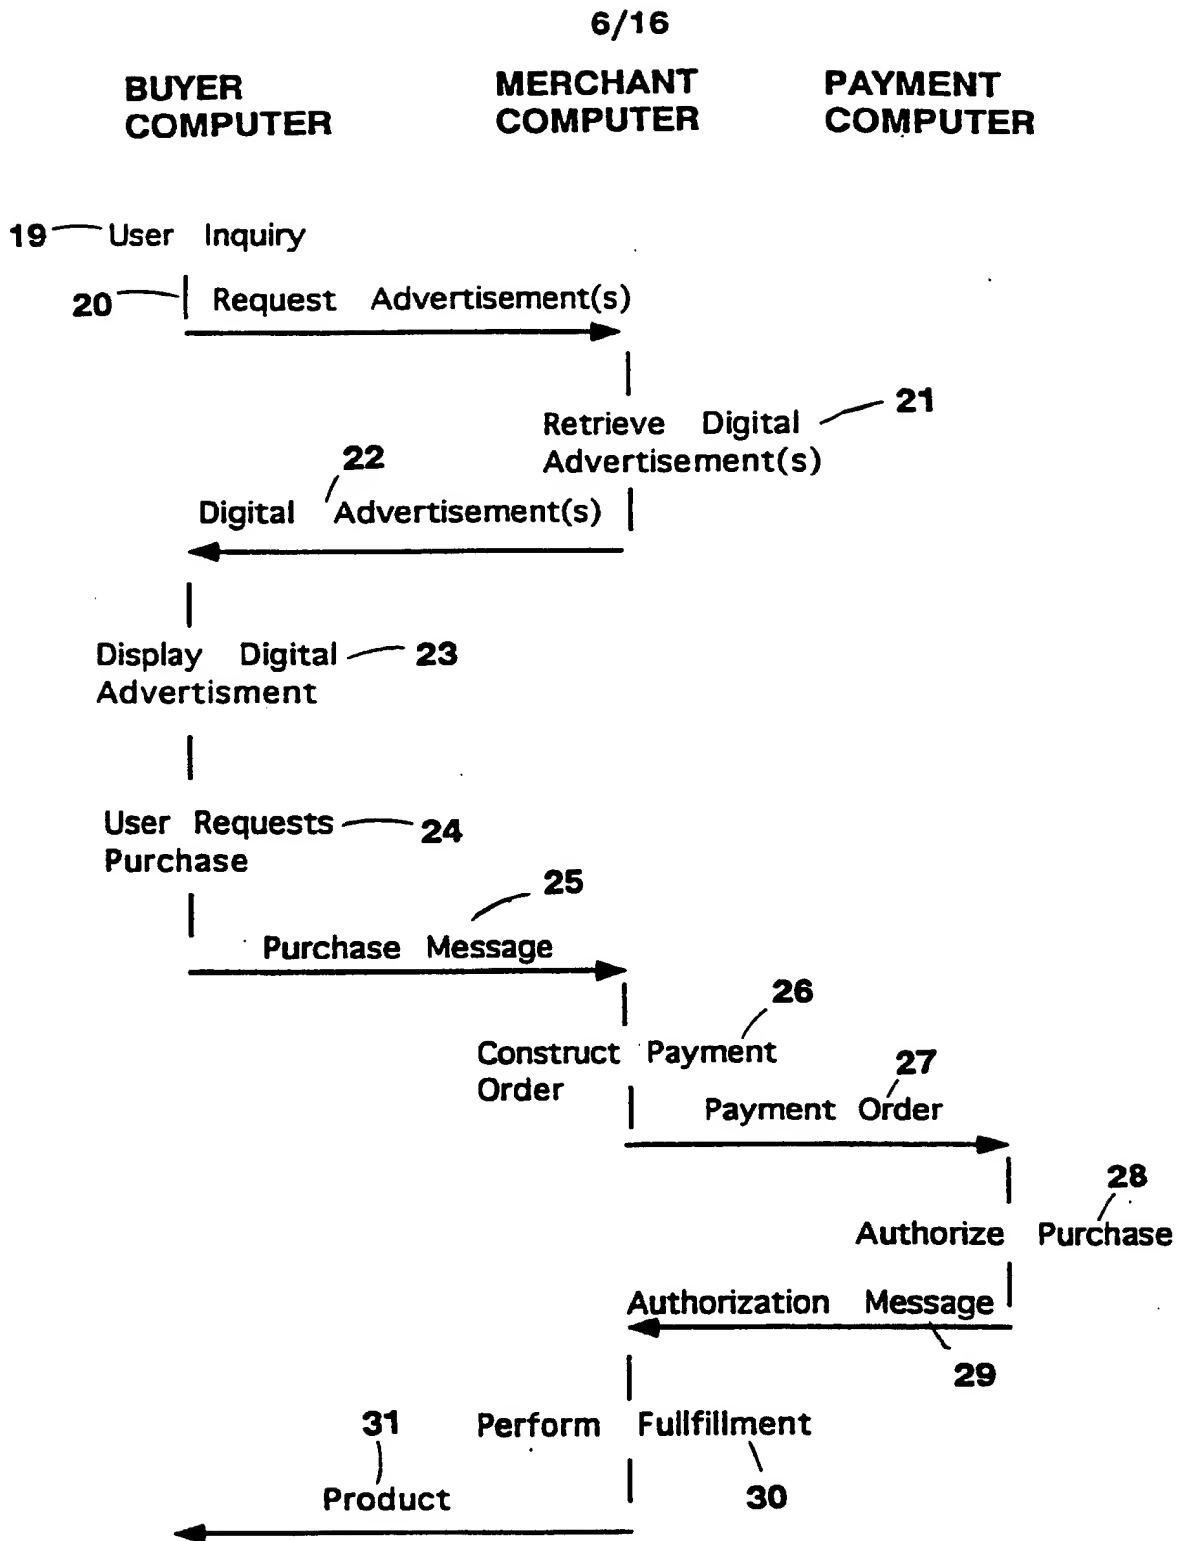 6/16
BUYER
COMPUTER
MERCHANT
COMPUTER
PAYMENT
COMPUTER
19 User Inquiry
20 Request Advertisement(s)
Retrieve Digital 21
Advertisement(s)
22
Digital Advertisement(s)
Display Digital 23
Advertisment
User Requests 24
Purchase
25
Purchase Message
26
Construct Payment
Order
27
Payment Order
28
Authorize Purchase
Authorization Message
29
31
Perform Fullfillment
Product
30